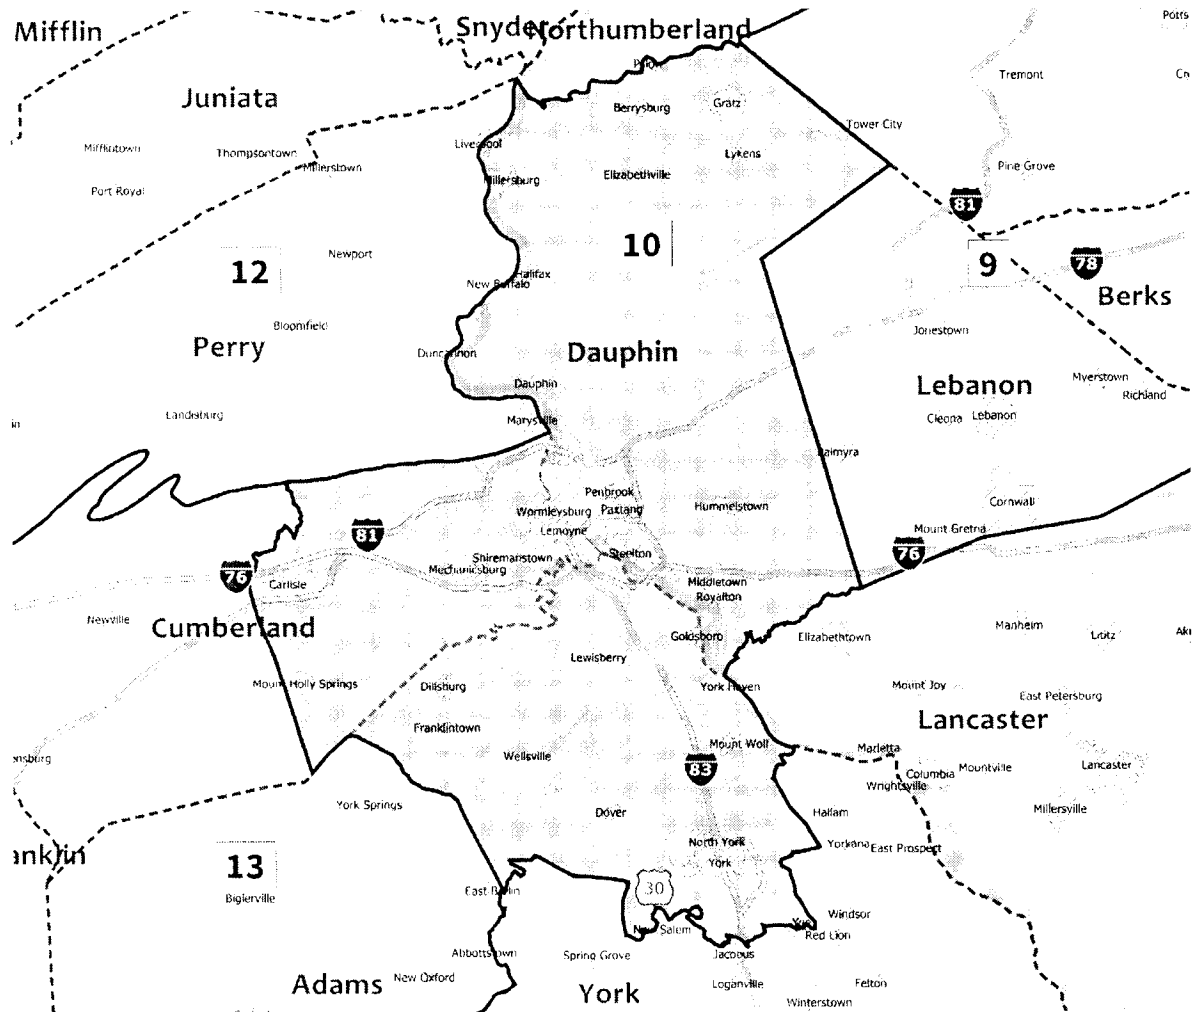 Mifflin
Snyder
Northumberland
Potts
Juniata
Pillow
Tremont
Berrysburg
Gratz
Tower City
Mifflintown
Thompsontown
Millerstown
Liverpool
Lykens
Port Royal
Millersburg
Elizabethville
Pine Grove
81
12
Newport
10
9
78
Halifax
New Buffalo
Berks
Bloomfield
Jonestown
Perry
Duncannon
Dauphin
Dauphin
Lebanon
Myerstown
Richland
Landisburg
Marysville
Cleona
Lebanon
in
Palmyra
Penbrook
Paxtang
Wormleysburg
Hummelstown
Cornwall
Lemoyne
Mount Gretna
81
76
Shiremanstown
Steelton
Mechanicsburg
76
Carlisle
Middletown
Royalton
Newville
Cumberland
Goldsboro
Elizabethtown
Manheim
Lititz
Lewisberry
Mount Holly Springs
Dillsburg
York Haven
Mount Joy
East Petersburg
Franklintown
Lancaster
Mount Wolf
Marietta
Wellsville
83
Columbia
Mountville
Lancaster
Wrightsville
York Springs
Dover
Hallam
Millersville
North York
Yorkana
East Prospect
anklin
13
York
30
East Berlin
Biglerville
Windsor
New Salem
Red Lion
Abbottstown
Spring Grove
Jacobus
New Oxford
Adams
York
Loganville
Felton
Winterstown